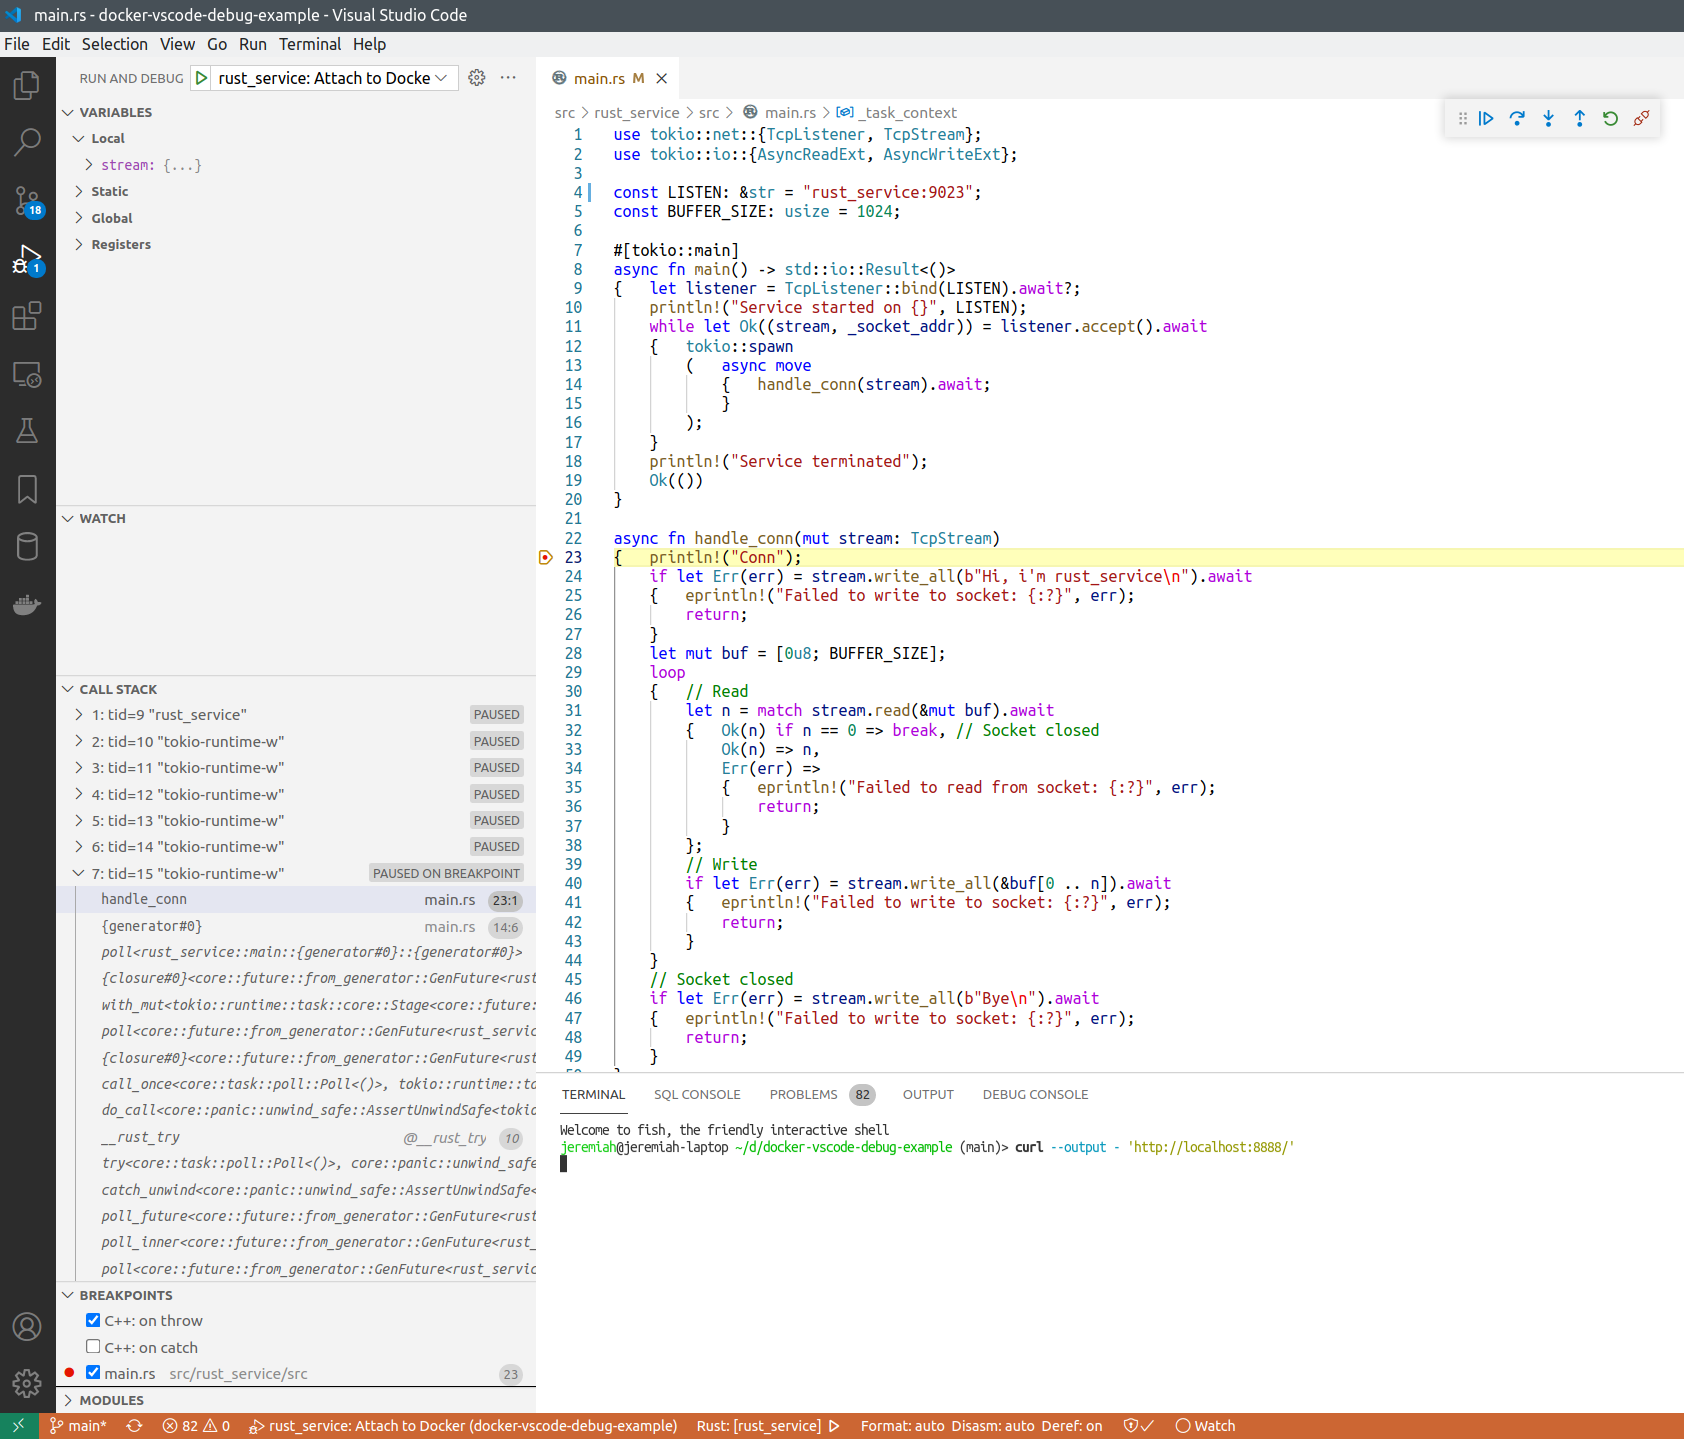 main.rs - docker-vscode-debug-example - Visual Studio Code
File Edit Selection View Go Run Terminal Help
RUN AND DEBUG rust_service: Attach to Docke
VARIABLES
Local
stream: {...}
Static
Global
Registers
18
1
WATCH
CALL STACK
1: tid=9 "rust_service" PAUSED
2: tid=10 "tokio-runtime-w" PAUSED
3: tid=11 "tokio-runtime-w" PAUSED
4: tid=12 "tokio-runtime-w" PAUSED
5: tid=13 "tokio-runtime-w" PAUSED
6: tid=14 "tokio-runtime-w" PAUSED
7: tid=15 "tokio-runtime-w" PAUSED ON BREAKPOINT
handle_conn main.rs 23:1
{generator#0} main.rs 14:6
poll<rust_service::main::{generator#0}::{generator#0}>
{closure#0}<core::future::from_generator::GenFuture<rust
with_mut<tokio::runtime::task::core::Stage<core::future:
poll<core::future::from_generator::GenFuture<rust_servic
{closure#0}<core::future::from_generator::GenFuture<rust
call_once<core::task::poll::Poll<()>, tokio::runtime::ta
do_call<core::panic::unwind_safe::AssertUnwindSafe<tokio
__rust_try @__rust_try 10
try<core::task::poll::Poll<()>, core::panic::unwind_safe
catch_unwind<core::panic::unwind_safe::AssertUnwindSafe<
poll_future<core::future::from_generator::GenFuture<rust
poll_inner<core::future::from_generator::GenFuture<rust_
poll<core::future::from_generator::GenFuture<rust_servic
BREAKPOINTS
C++: on throw
C++: on catch
main.rs src/rust_service/src 23
MODULES
main.rs M
src > rust_service > src > main.rs > _task_context
1 use tokio::net::{TcpListener, TcpStream};
2 use tokio::io::{AsyncReadExt, AsyncWriteExt};
3
4 const LISTEN: &str = "rust_service:9023";
5 const BUFFER_SIZE: usize = 1024;
6
7 #[tokio::main]
8 async fn main() -> std::io::Result<()>
9 {   let listener = TcpListener::bind(LISTEN).await?;
10     println!("Service started on {}", LISTEN);
11     while let Ok((stream, _socket_addr)) = listener.accept().await
12     {   tokio::spawn
13         (   async move
14             {   handle_conn(stream).await;
15             }
16         );
17     }
18     println!("Service terminated");
19     Ok(())
20 }
21
22 async fn handle_conn(mut stream: TcpStream)
23 {   println!("Conn");
24     if let Err(err) = stream.write_all(b"Hi, i'm rust_service\n").await
25     {   eprintln!("Failed to write to socket: {:?}", err);
26         return;
27     }
28     let mut buf = [0u8; BUFFER_SIZE];
29     loop
30     {   // Read
31         let n = match stream.read(&mut buf).await
32         {   Ok(n) if n == 0 => break, // Socket closed
33             Ok(n) => n,
34             Err(err) =>
35             {   eprintln!("Failed to read from socket: {:?}", err);
36                 return;
37             }
38         };
39         // Write
40         if let Err(err) = stream.write_all(&buf[0 .. n]).await
41         {   eprintln!("Failed to write to socket: {:?}", err);
42             return;
43         }
44     }
45     // Socket closed
46     if let Err(err) = stream.write_all(b"Bye\n").await
47     {   eprintln!("Failed to write to socket: {:?}", err);
48         return;
49     }
TERMINAL SQL CONSOLE PROBLEMS 82 OUTPUT DEBUG CONSOLE
Welcome to fish, the friendly interactive shell
jeremiah@jeremiah-laptop ~/d/docker-vscode-debug-example (main)> curl --output - 'http://localhost:8888/'
main* 82 0 rust_service: Attach to Docker (docker-vscode-debug-example) Rust: [rust_service] Format: auto Disasm: auto Deref: on Watch